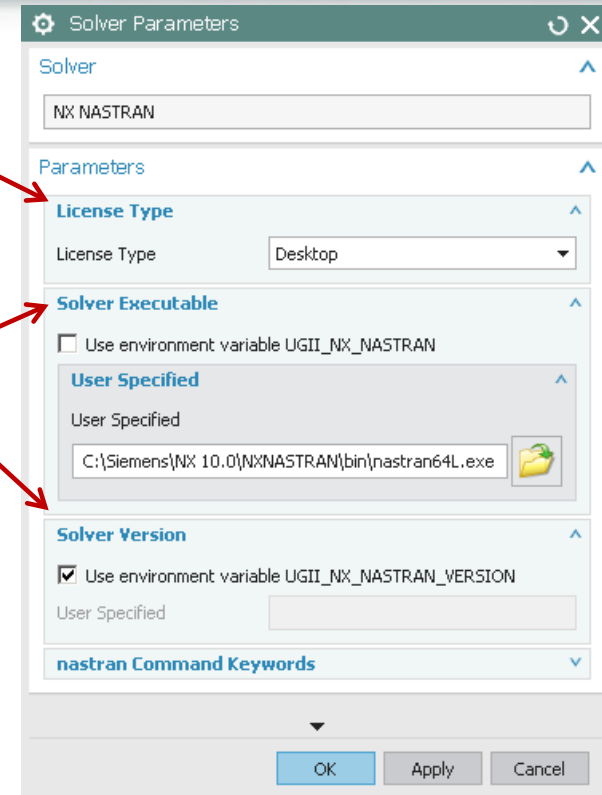 Solver Parameters
Solver
NX NASTRAN
Parameters
License Type
License Type Desktop
Solver Executable
Use environment variable UGII_NX_NASTRAN
User Specified
User Specified
C:\Siemens\NX 10.0\NXNASTRAN\bin\nastran64L.exe
Solver Version
Use environment variable UGII_NX_NASTRAN_VERSION
User Specified
nastran Command Keywords
OK Apply Cancel